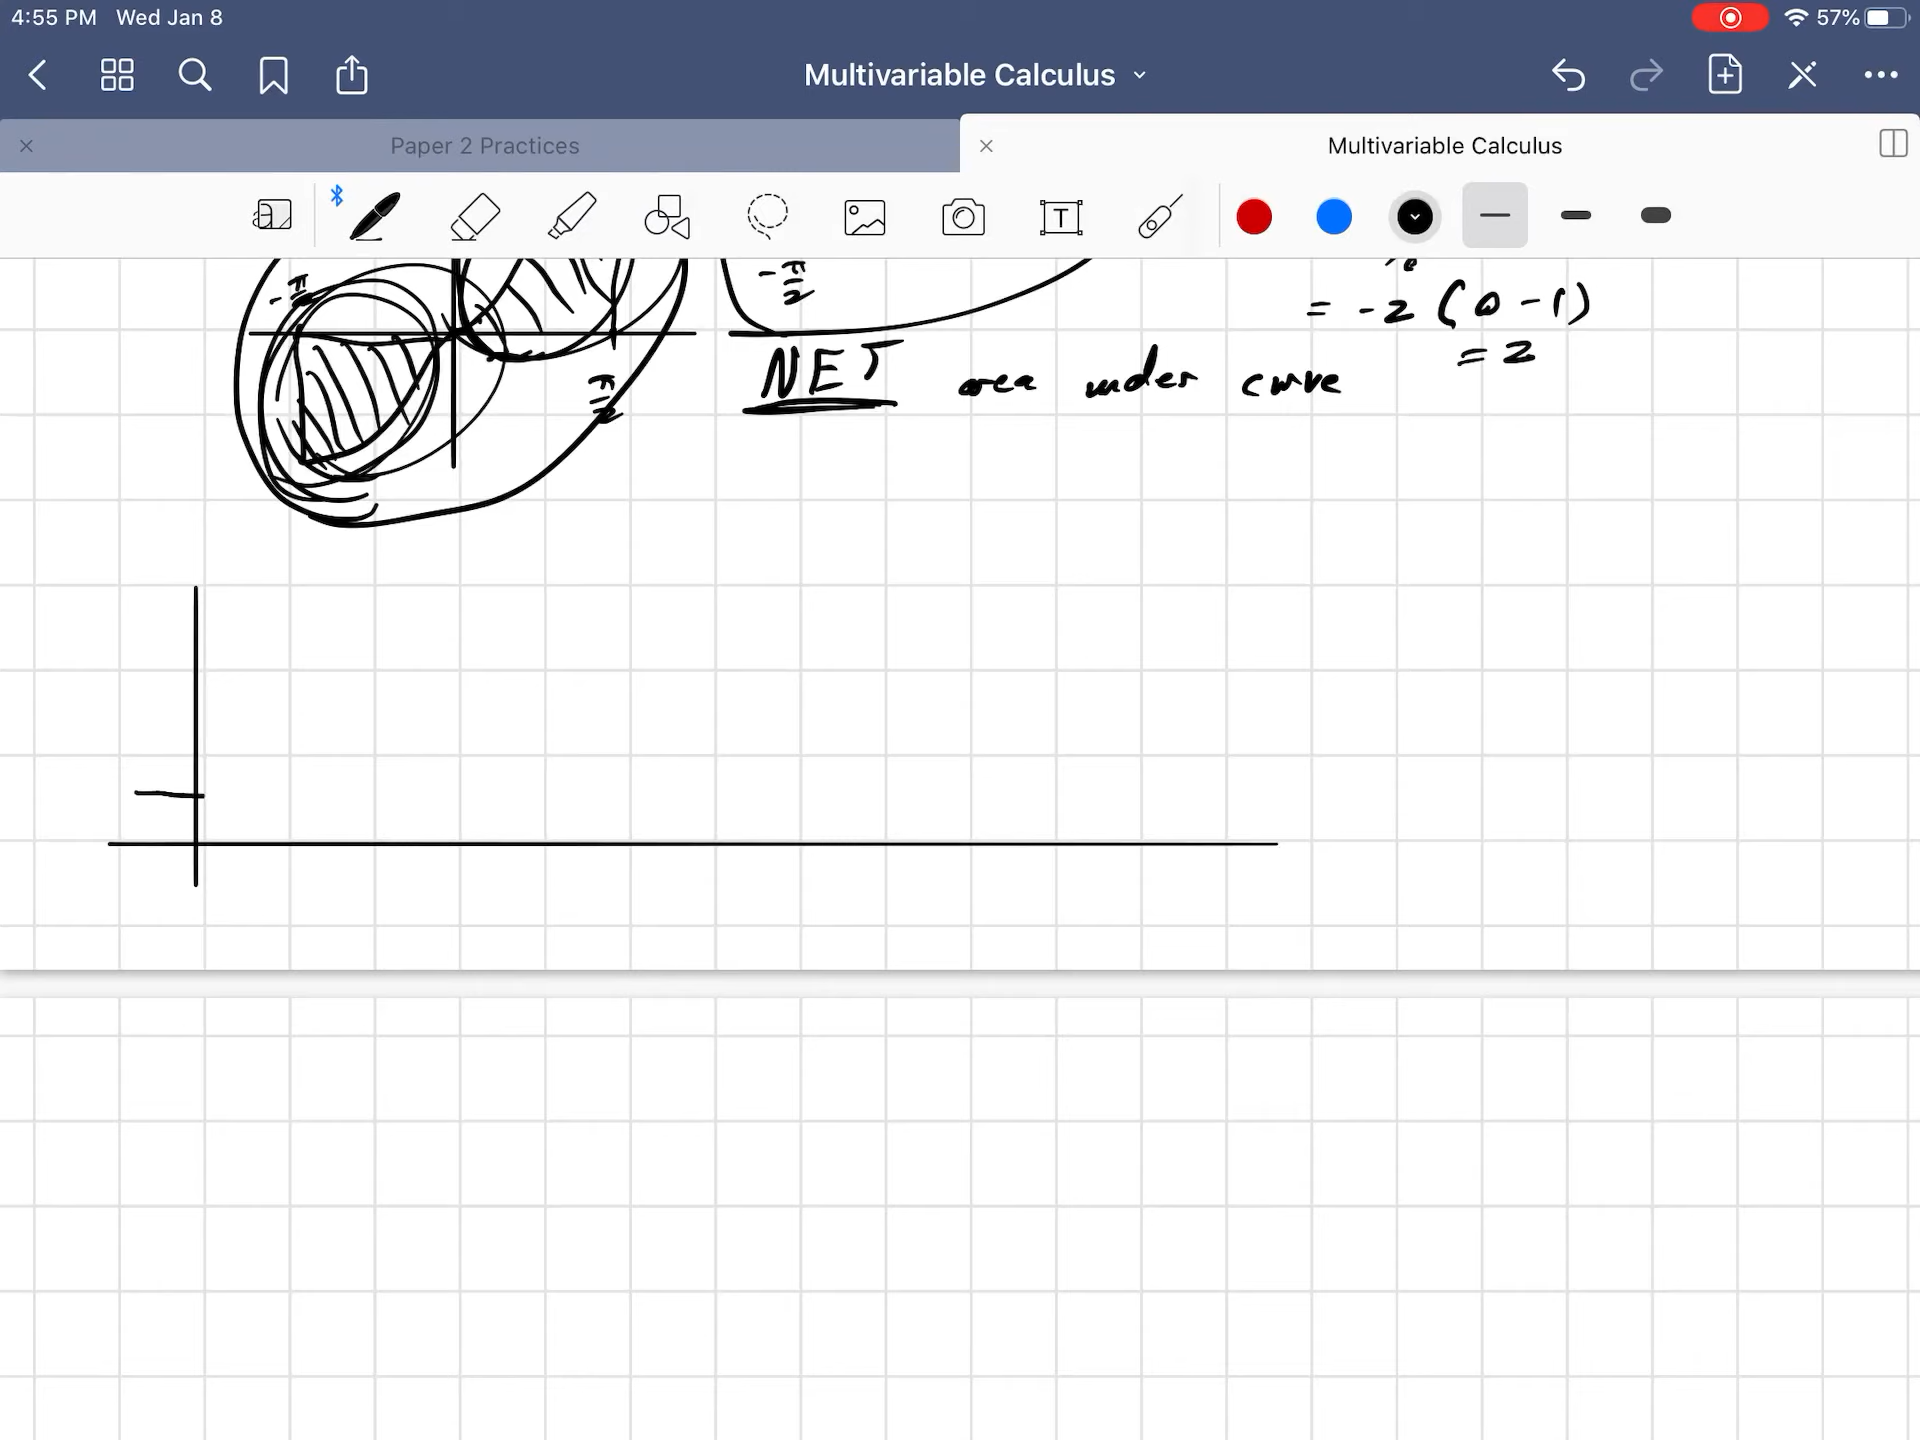 4:55 PM Wed Jan 8
57%
Multivariable Calculus
Paper 2 Practices
Multivariable Calculus
T
-π/2
-π/2
= -2 (0 - 1)
= 2
π/2
NET area under curve